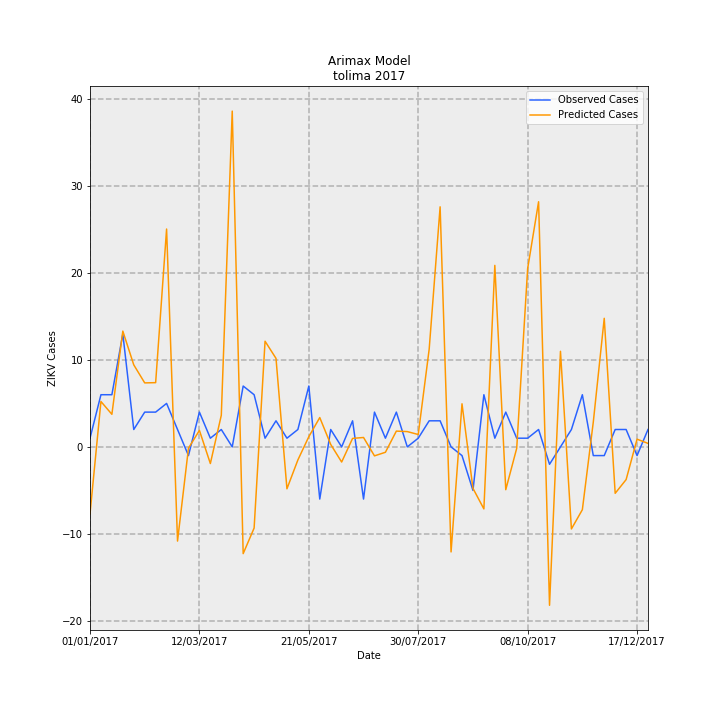 Arimax Model
tolima 2017
Observed Cases
Predicted Cases
ZIKV Cases
40
30
20
10
0
−10
−20
01/01/2017
12/03/2017
21/05/2017
30/07/2017
08/10/2017
17/12/2017
Date